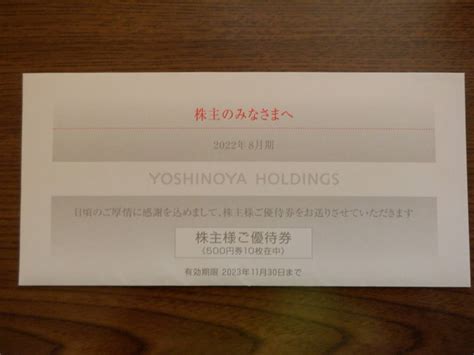 株主のみなさまへ
2022年 8月期
YOSHINOYA HOLDINGS
日頃のご厚情に感謝を込めまして、株主様ご優待券をお送りさせていただきます
株主様ご優待券
〈500円券10枚在中〉
有効期限 2023年11月30日まで